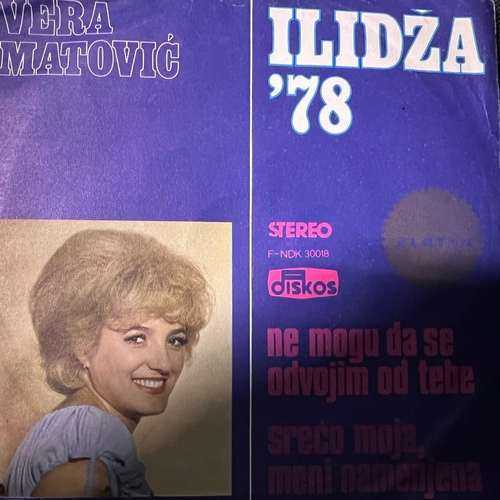 VERA
MATOVIĆ
ILIDŽA
'78
STEREO
F-NDK 30018
diskos
ZLATNA
ne mogu da se
odvojim od tebe
srećo moja,
meni namenjena